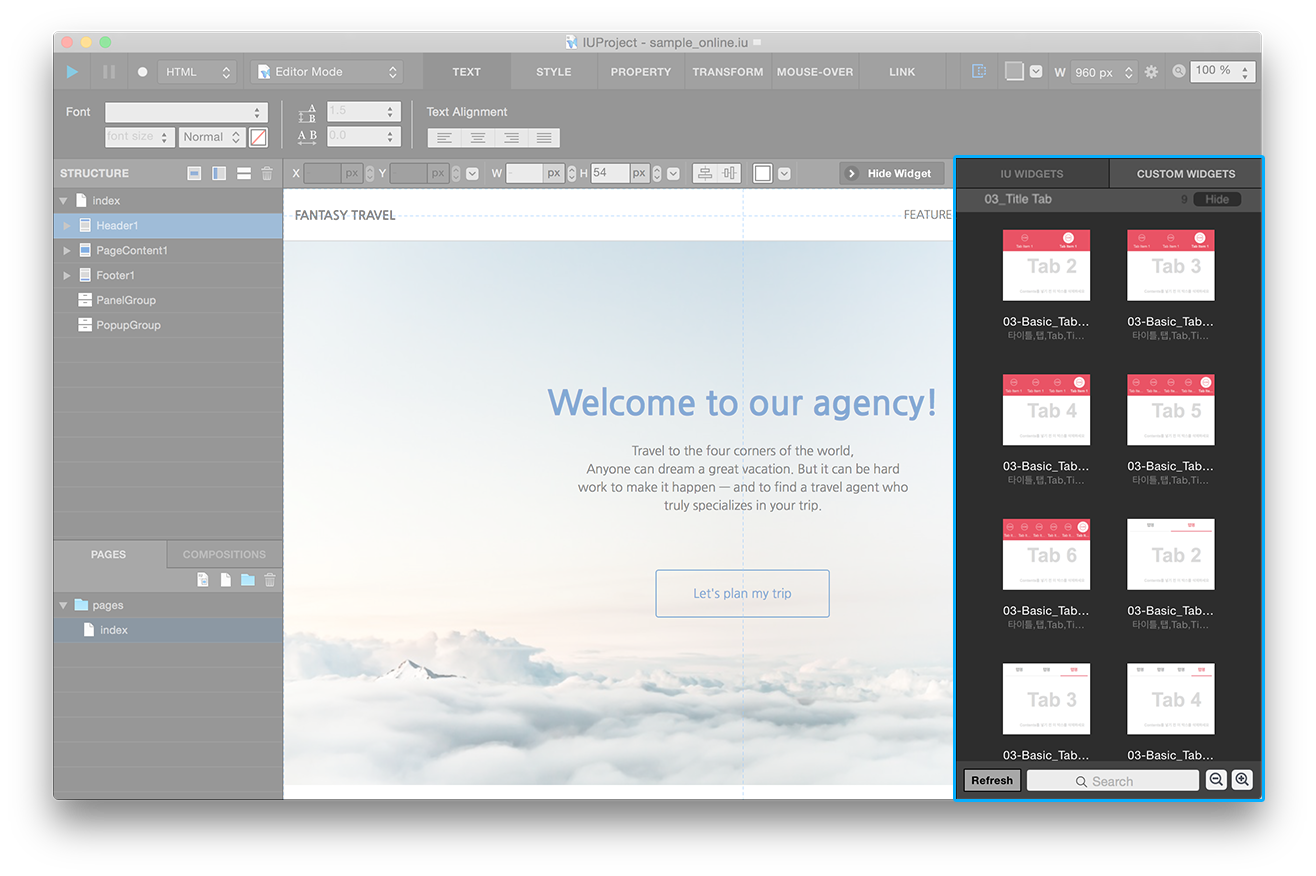 IUProject - sample_online.iu
HTML
Editor Mode
TEXT
STYLE
PROPERTY
TRANSFORM
MOUSE-OVER
LINK
W
960 px
100 %
Font
font size
Normal
A
B
1.5
A B
0.0
Text Alignment
STRUCTURE
X
px
Y
px
W
-
px
H
54
px
Hide Widget
IU WIDGETS
CUSTOM WIDGETS
index
Header1
PageContent1
Footer1
PanelGroup
PopupGroup
PAGES
COMPOSITIONS
pages
index
FANTASY TRAVEL
FEATURE
Welcome to our agency!
Travel to the four corners of the world,
Anyone can dream a great vacation. But it can be hard
work to make it happen — and to find a travel agent who
truly specializes in your trip.
Let's plan my trip
03_Title Tab
9
Hide
Tab 2
03-Basic_Tab...
타이틀,탭,Tab,Ti...
Tab 3
03-Basic_Tab...
타이틀,탭,Tab,Ti...
Tab 4
03-Basic_Tab...
타이틀,탭,Tab,Ti...
Tab 5
03-Basic_Tab...
타이틀,탭,Tab,Ti...
Tab 6
03-Basic_Tab...
타이틀,탭,Tab,Ti...
Tab 2
03-Basic_Tab...
타이틀,탭,Tab,Ti...
Tab 3
03-Basic_Tab...
Tab 4
03-Basic_Tab...
Refresh
Search